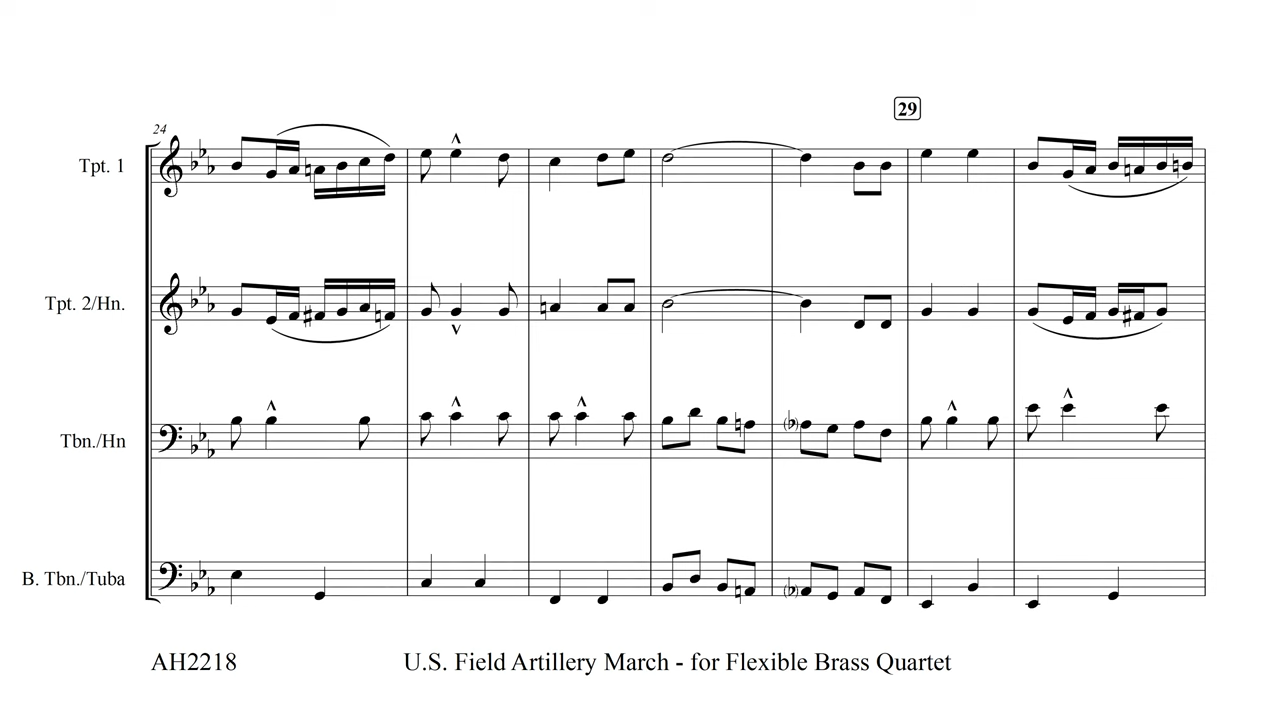 29
24
Tpt. 1
Tpt. 2/Hn.
Tbn./Hn
B. Tbn./Tuba
AH2218 U.S. Field Artillery March - for Flexible Brass Quartet